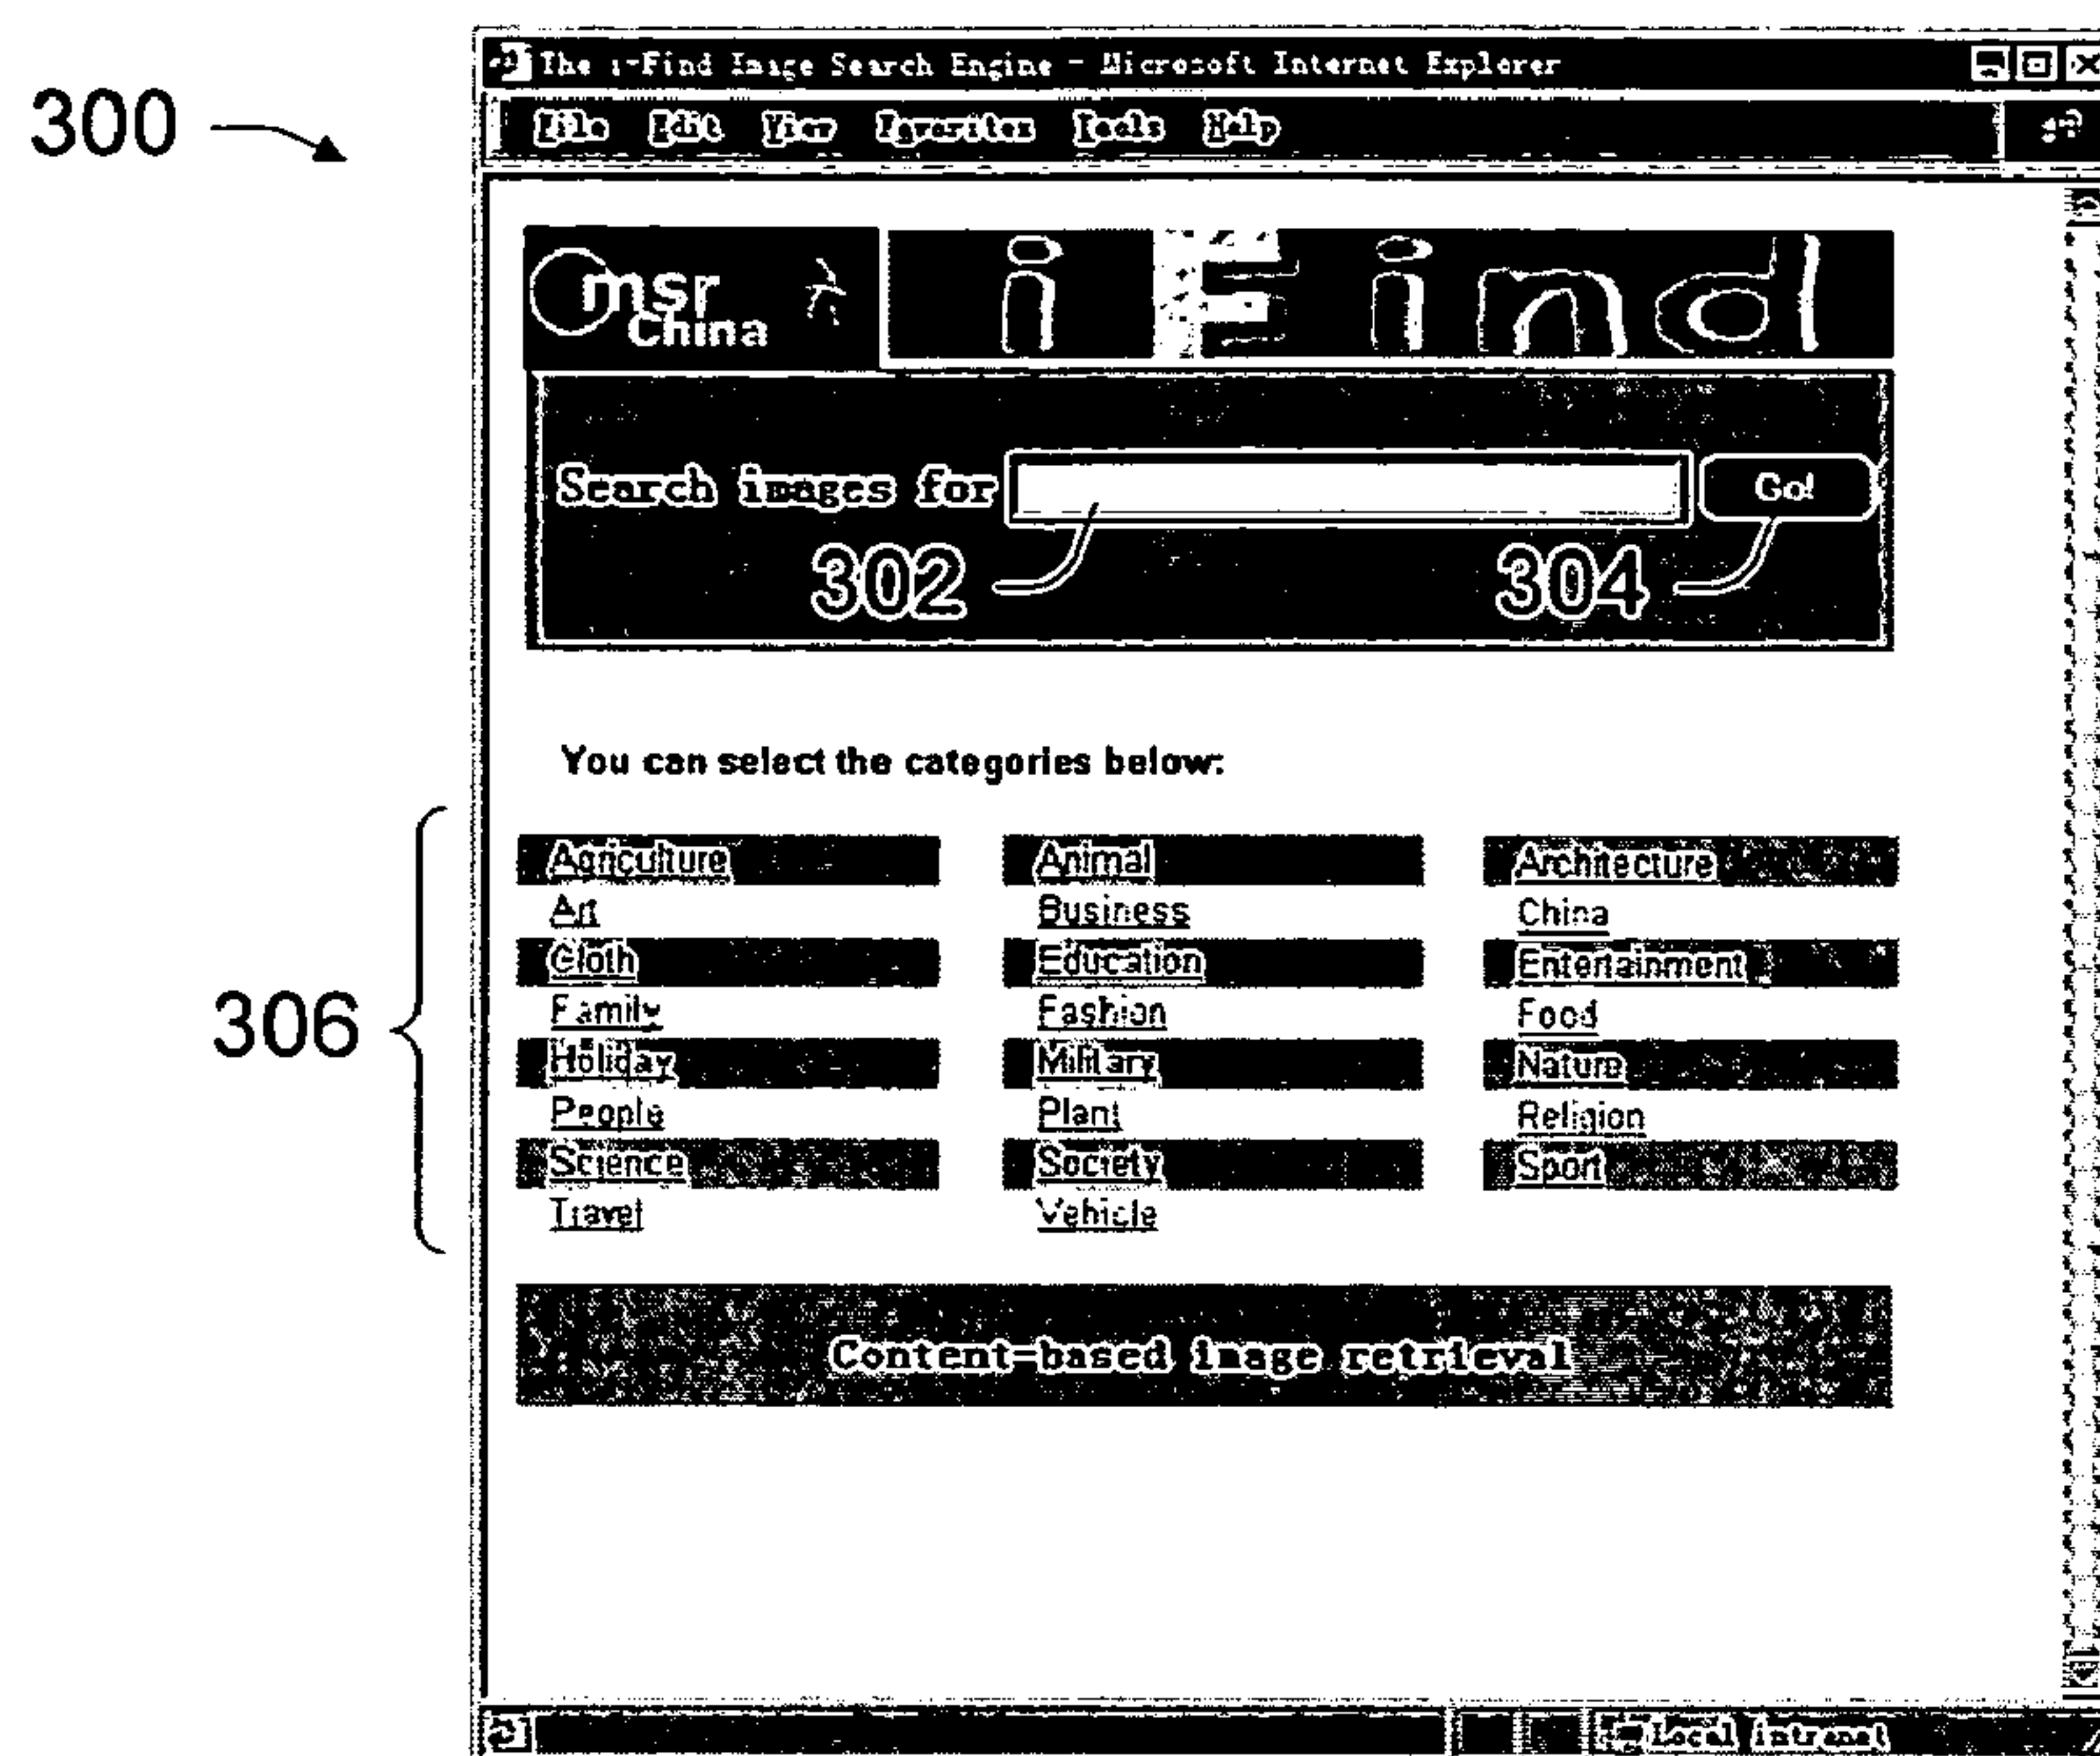 The i-Find Image Search Engine - Microsoft Internet Explorer
300
File Edit View Favorites Tools Help
msr China
i Find
Search images for Go!
302 304
You can select the categories below:
306
Agriculture Animal Architecture
Art Business China
Cloth Education Entertainment
Family Fashion Food
Holiday Military Nature
People Plant Religion
Science Society Sport
Travel Vehicle
Content-based image retrieval
Local intranet